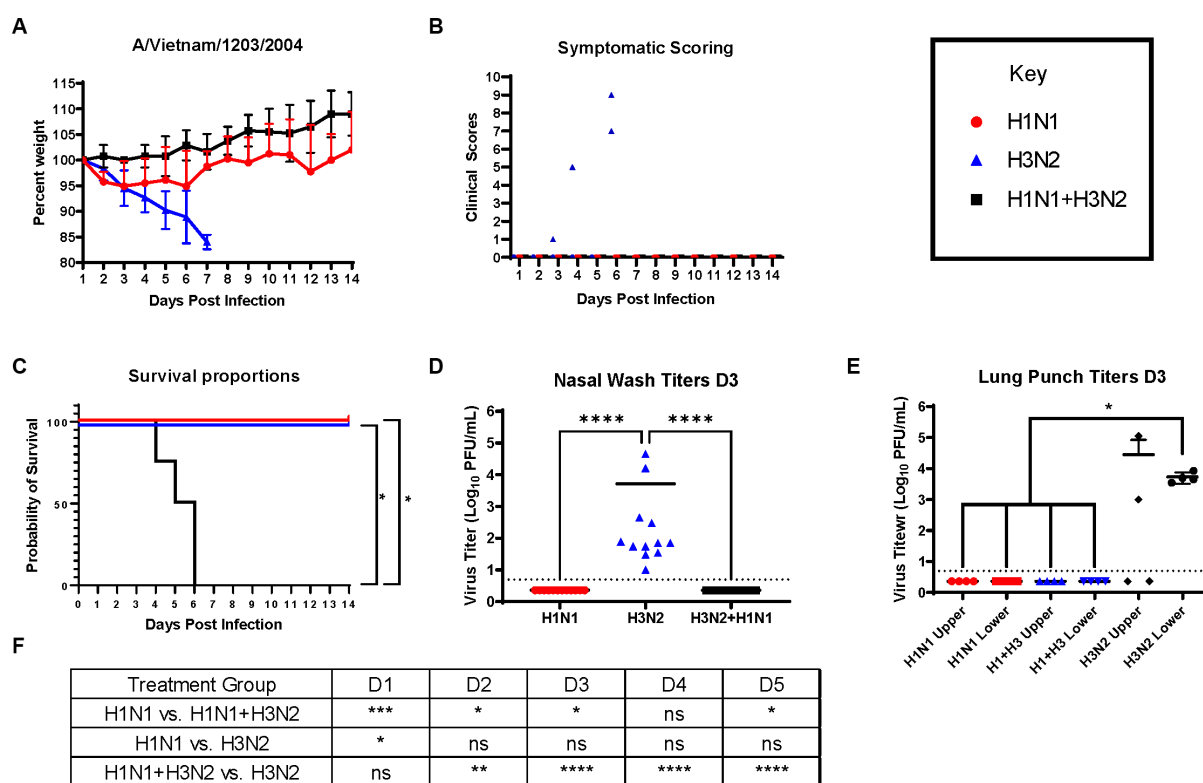 A
A/Vietnam/1203/2004
Percent weight
115
110
105
100
95
90
85
80
1 2 3 4 5 6 7 8 9 10 11 12 13 14
Days Post Infection
B
Symptomatic Scoring
Clinical Scores
10
9
8
7
6
5
4
3
2
1
0
1 2 3 4 5 6 7 8 9 10 11 12 13 14
Days Post Infection
Key
H1N1
H3N2
H1N1+H3N2
C
Survival proportions
Probability of Survival
100
50
0
0 1 2 3 4 5 6 7 8 9 10 11 12 13 14
Days Post Infection
* *
D
Nasal Wash Titers D3
Virus Titer (Log10 PFU/mL)
6
5
4
3
2
1
0
**** ****
H1N1 H3N2 H3N2+H1N1
E
Lung Punch Titers D3
Virus Titewr (Log10 PFU/mL)
6
5
4
3
2
1
0
*
H1N1 Upper
H1N1 Lower
H1+H3 Upper
H1+H3 Lower
H3N2 Upper
H3N2 Lower
F
Treatment Group D1 D2 D3 D4 D5
H1N1 vs. H1N1+H3N2 *** * * ns *
H1N1 vs. H3N2 * ns ns ns ns
H1N1+H3N2 vs. H3N2 ns ** **** **** ****